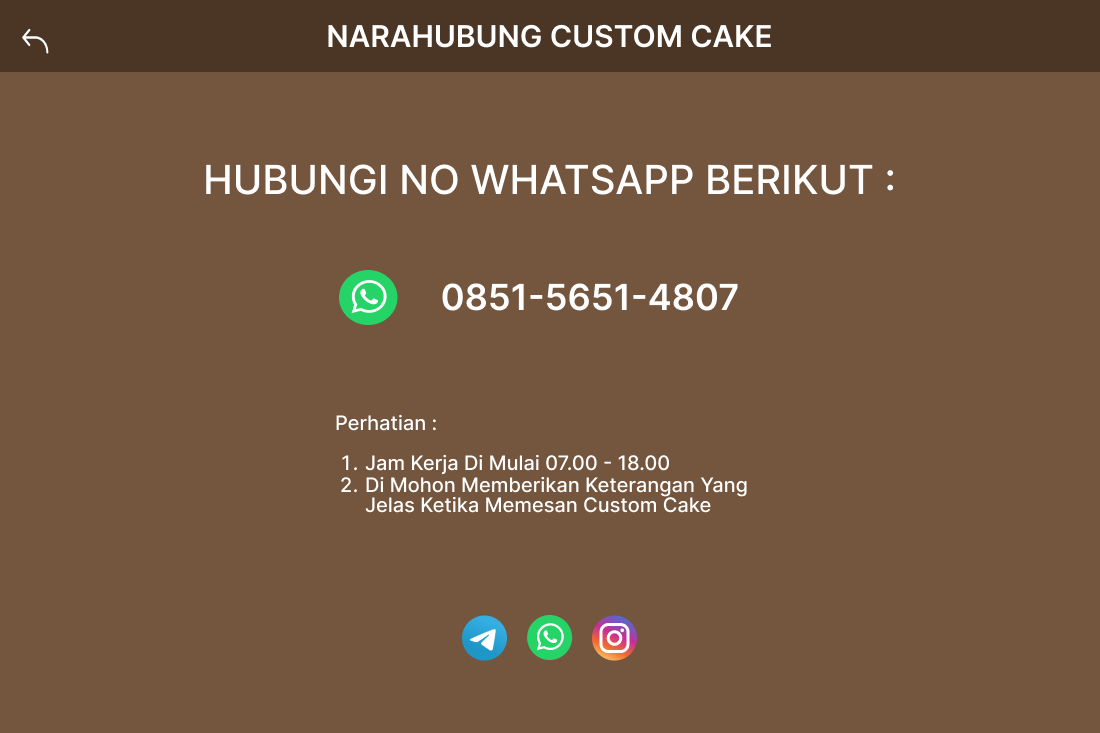 NARAHUBUNG CUSTOM CAKE
HUBUNGI NO WHATSAPP BERIKUT :
0851-5651-4807
Perhatian :
1. Jam Kerja Di Mulai 07.00 - 18.00
2. Di Mohon Memberikan Keterangan Yang
Jelas Ketika Memesan Custom Cake